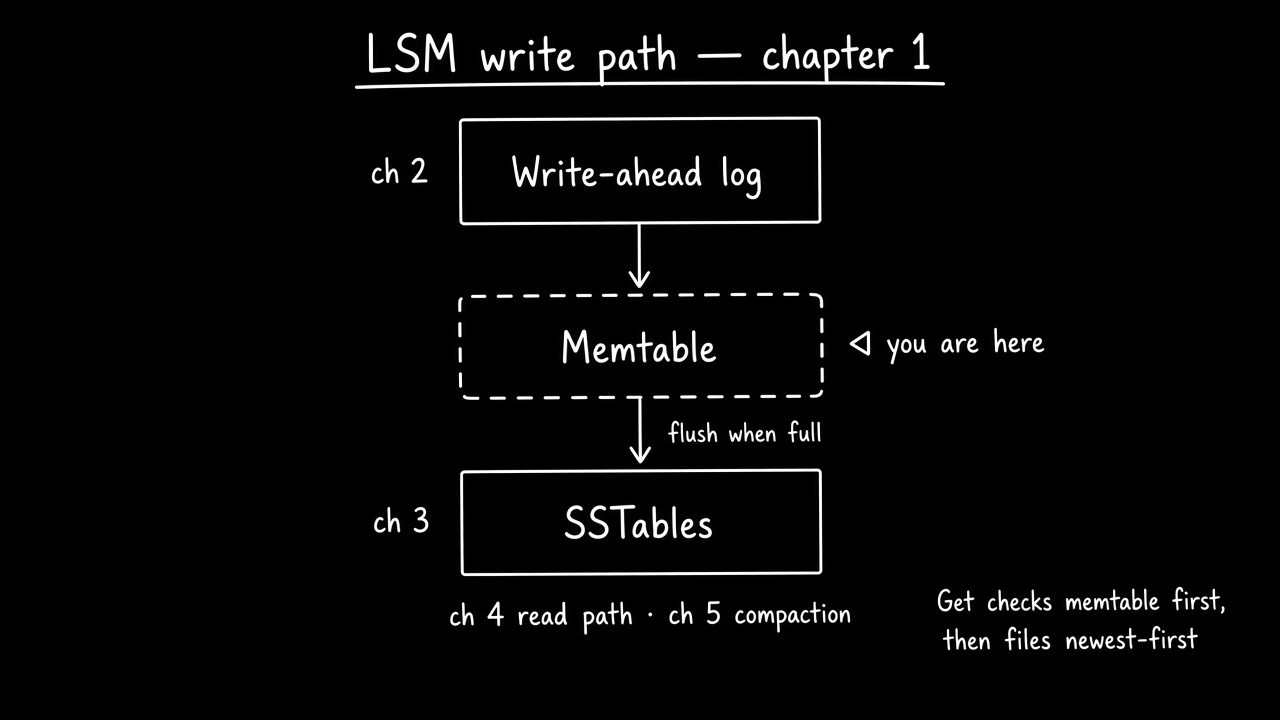 LSM write path — chapter 1
ch 2
Write-ahead log
Memtable
◁ you are here
flush when full
ch 3
SSTables
ch 4 read path · ch 5 compaction
Get checks memtable first,
then files newest-first